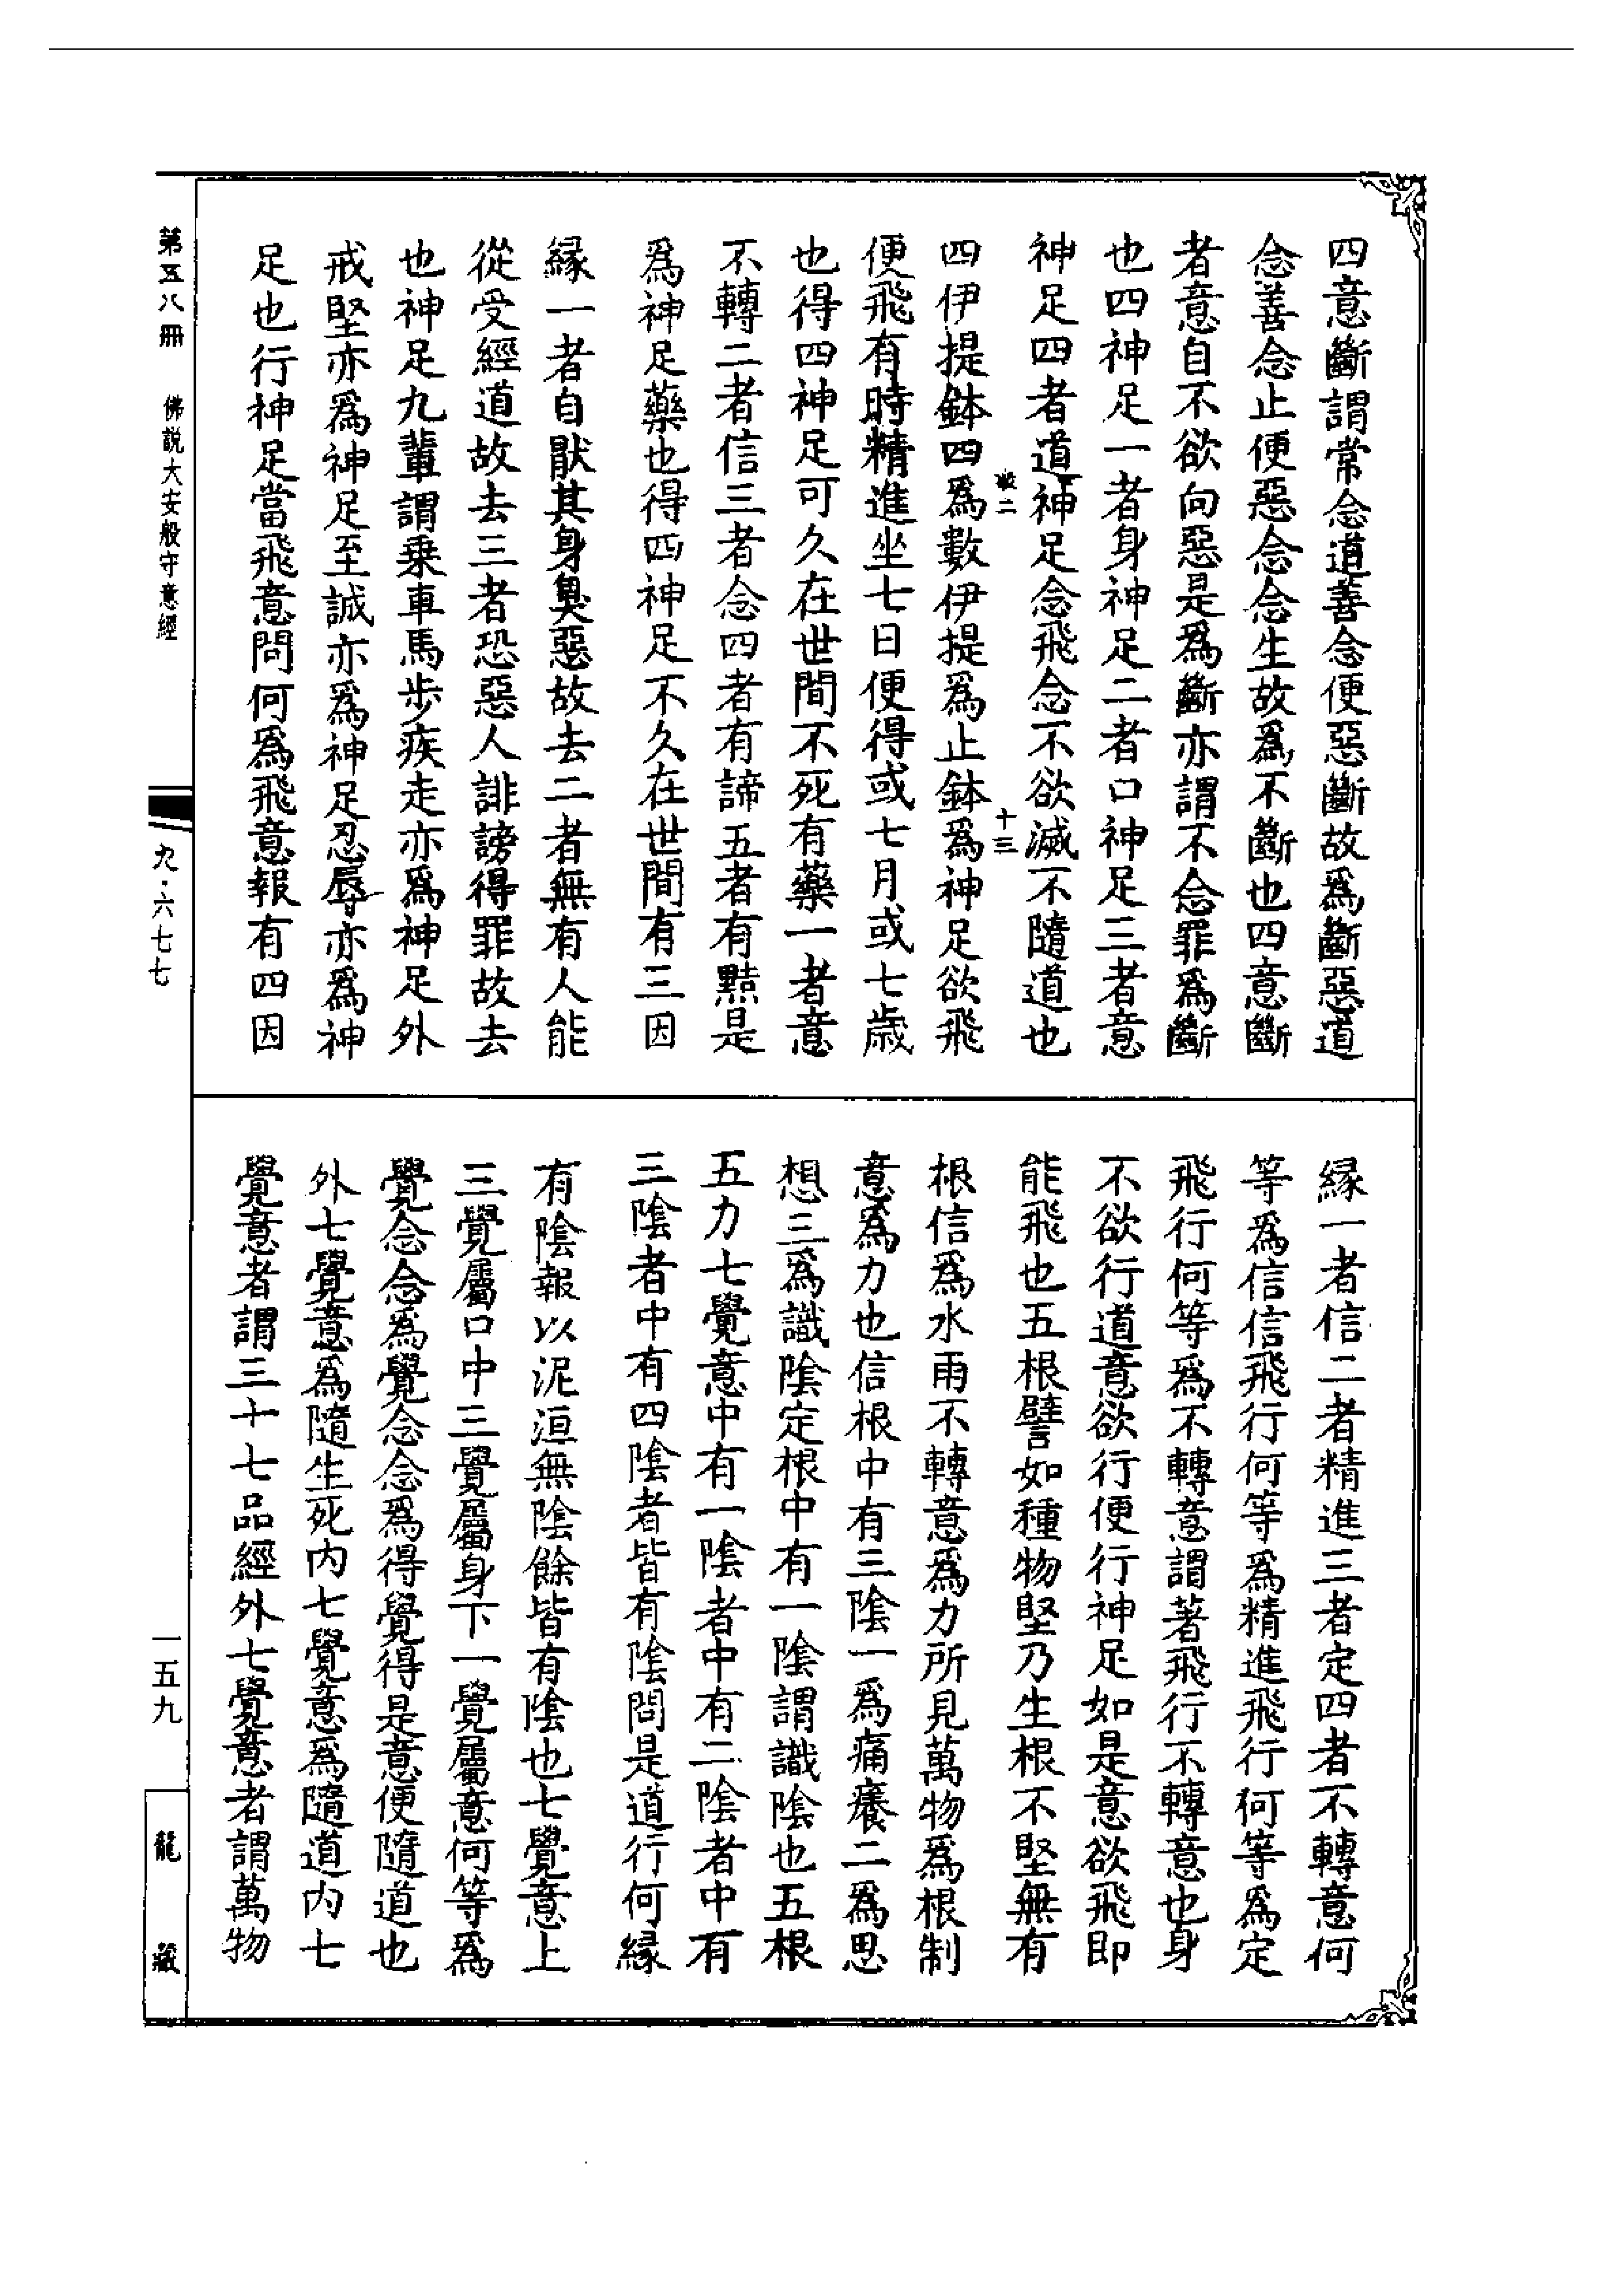 四意斷謂常念道善念便惡斷故爲斷惡道
念善念止便惡念念生故爲不斷也四意斷
者意自不欲向惡是爲斷亦謂不念罪爲斷
也四神足一者身神足二者口神足三者意
神足四者道神足念飛念不欲滅不隨道也
十三
四伊提鉢四爲數伊提爲止鉢爲神足欲飛
便飛有時精進坐七日便得或七月或七歲
也得四神足可久在世間不死有藥一者意
不轉二者信三者念四者有諦五者有黠是
爲神足藥也得四神足不久在世間有三因
緣一者自厭其身臭惡故去二者無有人能
從受經道故去三者恐惡人誹謗得罪故去
也神足九輩謂乗車馬步疾走亦爲神足外
戒堅亦爲神足至誠亦爲神足忍辱亦爲神
足也行神足當飛意問何爲飛意報有四因
緣一者信二者精進三者定四者不轉意何
等爲信信飛行何等爲精進飛行何等爲定
飛行何等爲不轉意謂著飛行不轉意也身
不欲行道意欲行便行神足如是意欲飛即
能飛也五根譬如種物堅乃生根不堅無有
根信爲水雨不轉意爲力所見萬物爲根制
意爲力也信根中有三陰一爲痛癢二爲思
想三爲識陰定根中有一陰謂識陰也五根
五力七覺意中有一陰者中有二陰者中有
三陰者中有四陰者皆有陰問是道行何緣
有陰報以泥洹無陰餘皆有陰也七覺意上
三覺屬口中三覺屬身下一覺屬意何等爲
覺念念爲覺念念爲得覺得是意便隨道也
外七覺意爲隨生死内七覺意爲隨道内七
覺意者謂三十七品經外七覺意者謂萬物
第五八冊 佛説大安般守意經
九·六七七
一五九
龍藏